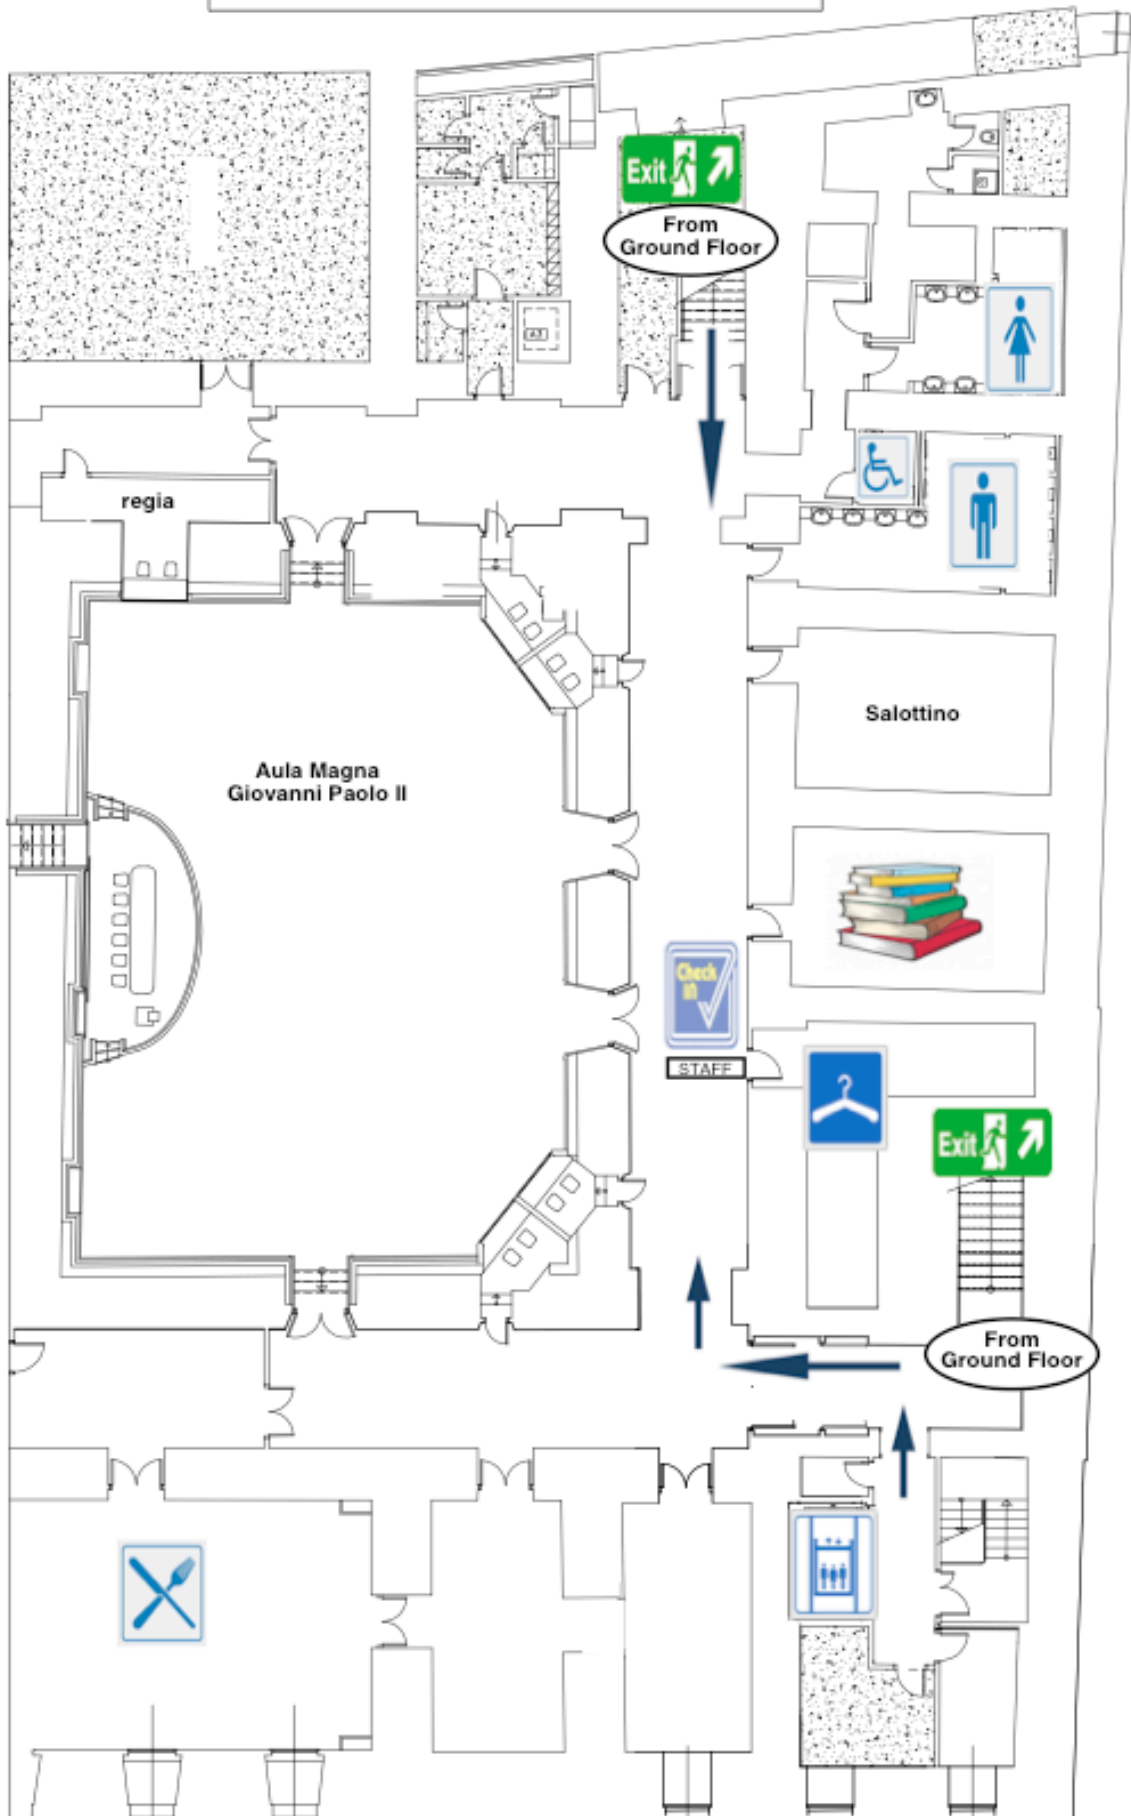 Exit
From
Ground Floor
regia
Salottino
Aula Magna
Giovanni Paolo II
Check
in
STAFF
Exit
From
Ground Floor